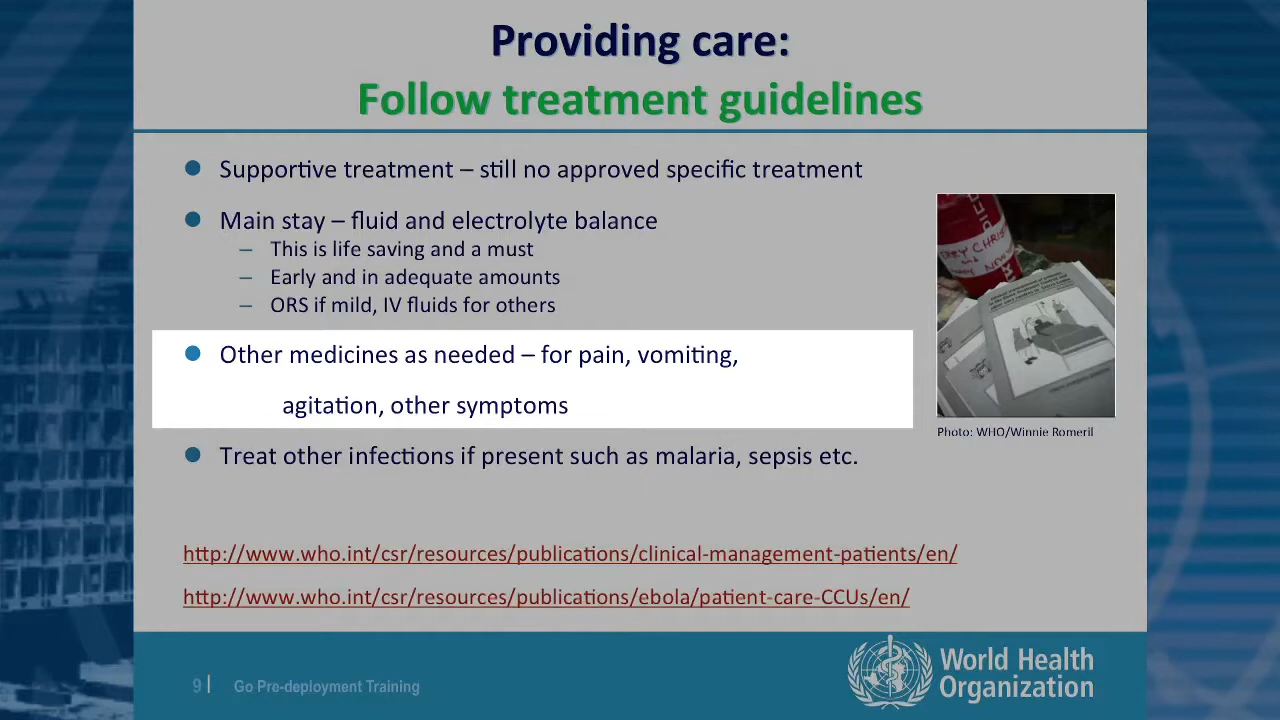 Providing care:
Follow treatment guidelines
Supportive treatment – still no approved specific treatment
Main stay – fluid and electrolyte balance
– This is life saving and a must
– Early and in adequate amounts
– ORS if mild, IV fluids for others
Other medicines as needed – for pain, vomiting,
agitation, other symptoms
Treat other infections if present such as malaria, sepsis etc.
Photo: WHO/Winnie Romeril
http://www.who.int/csr/resources/publications/clinical-management-patients/en/
http://www.who.int/csr/resources/publications/ebola/patient-care-CCUs/en/
9 | Go Pre-deployment Training
World Health
Organization